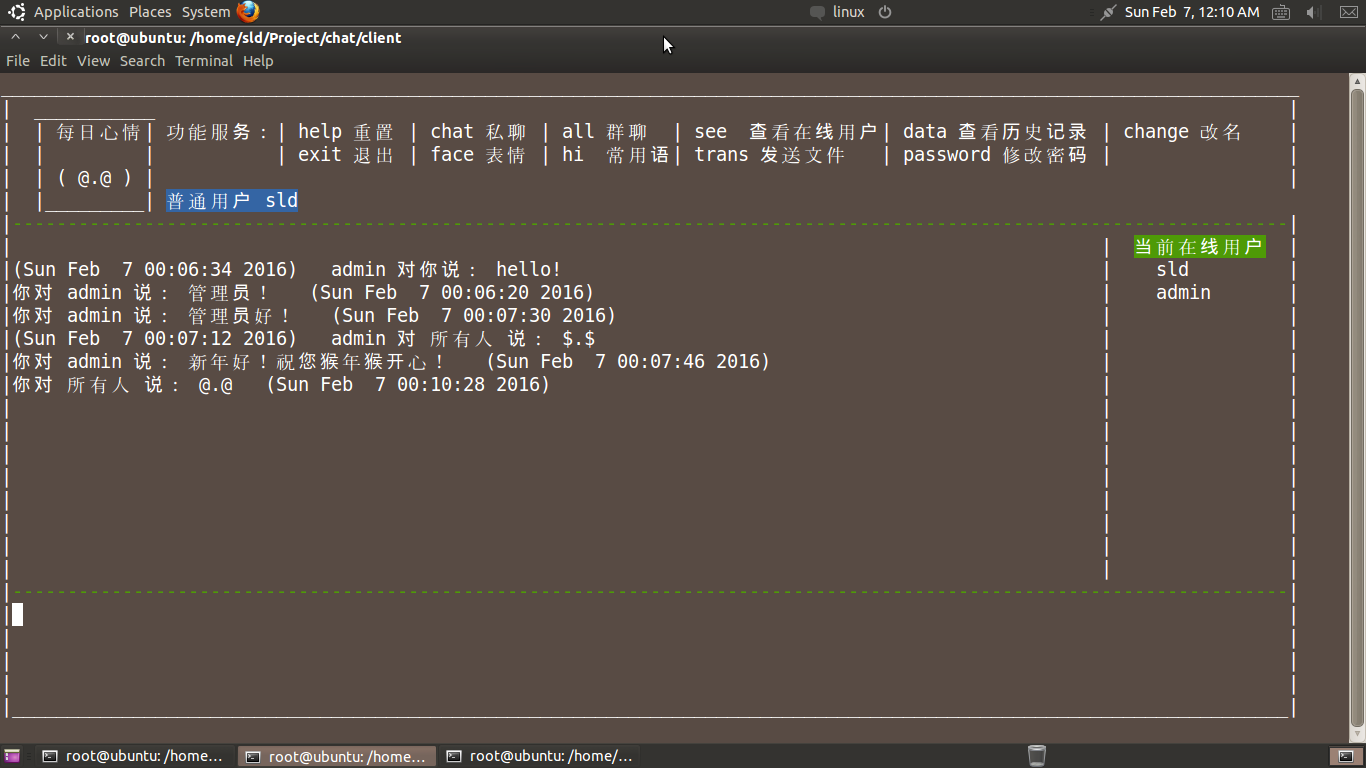 Applications Places System linux Sun Feb 7, 12:10 AM
root@ubuntu: /home/sld/Project/chat/client
File Edit View Search Terminal Help
每日心情 功能服务：| help 重置 | chat 私聊 | all 群聊 | see 查看在线用户| data 查看历史记录 | change 改名
| exit 退出 | face 表情 | hi 常用语| trans 发送文件 | password 修改密码 |
( @.@ )
普通用户 sld
当前在线用户
(Sun Feb 7 00:06:34 2016) admin 对你说： hello! sld
你对 admin 说： 管理员！ (Sun Feb 7 00:06:20 2016) admin
你对 admin 说： 管理员好！ (Sun Feb 7 00:07:30 2016)
(Sun Feb 7 00:07:12 2016) admin 对 所有人 说： $.$
你对 admin 说： 新年好！祝您猴年猴开心！ (Sun Feb 7 00:07:46 2016)
你对 所有人 说： @.@ (Sun Feb 7 00:10:28 2016)
root@ubuntu: /home... root@ubuntu: /home... root@ubuntu: /home/...